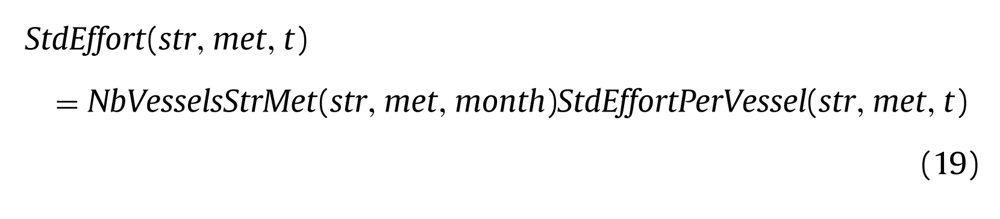 StdEffort(str, met, t)
= NbVesselsStrMet(str, met, month)StdEffortPerVessel(str, met, t)
(19)